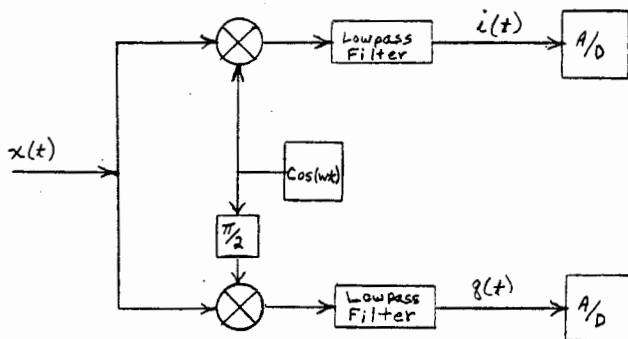 Lowpass
Filter
i(t)
A/D
x(t)
Cos(wt)
π/2
Lowpass
Filter
q(t)
A/D